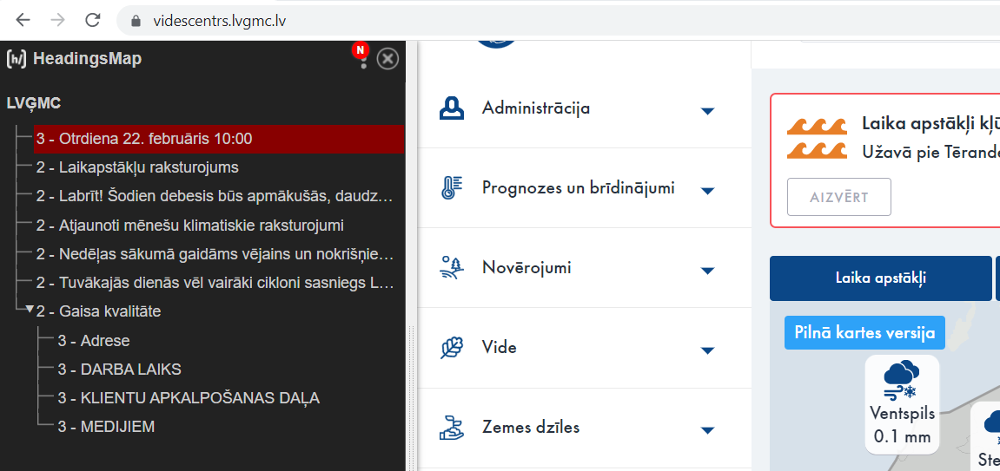 videscentrs.lvgmc.lv
HeadingsMap
N
LVĢMC
3 - Otrdiena 22. februāris 10:00
2 - Laikapstākļu raksturojums
2 - Labrīt! Šodien debesis būs apmākušās, daudz…
2 - Atjaunoti mēnešu klimatiskie raksturojumi
2 - Nedēļas sākumā gaidāms vējains un nokrišņie…
2 - Tuvākajās dienās vēl vairāki cikloni sasniegs L…
2 - Gaisa kvalitāte
3 - Adrese
3 - DARBA LAIKS
3 - KLIENTU APKALPOŠANAS DAĻA
3 - MEDIJIEM
Administrācija
Prognozes un brīdinājumi
Novērojumi
Vide
Zemes dzīles
Laika apstākļi kļū
Užavā pie Tērande
AIZVĒRT
Laika apstākļi
Pilnā kartes versija
Ventspils
0.1 mm
Ste